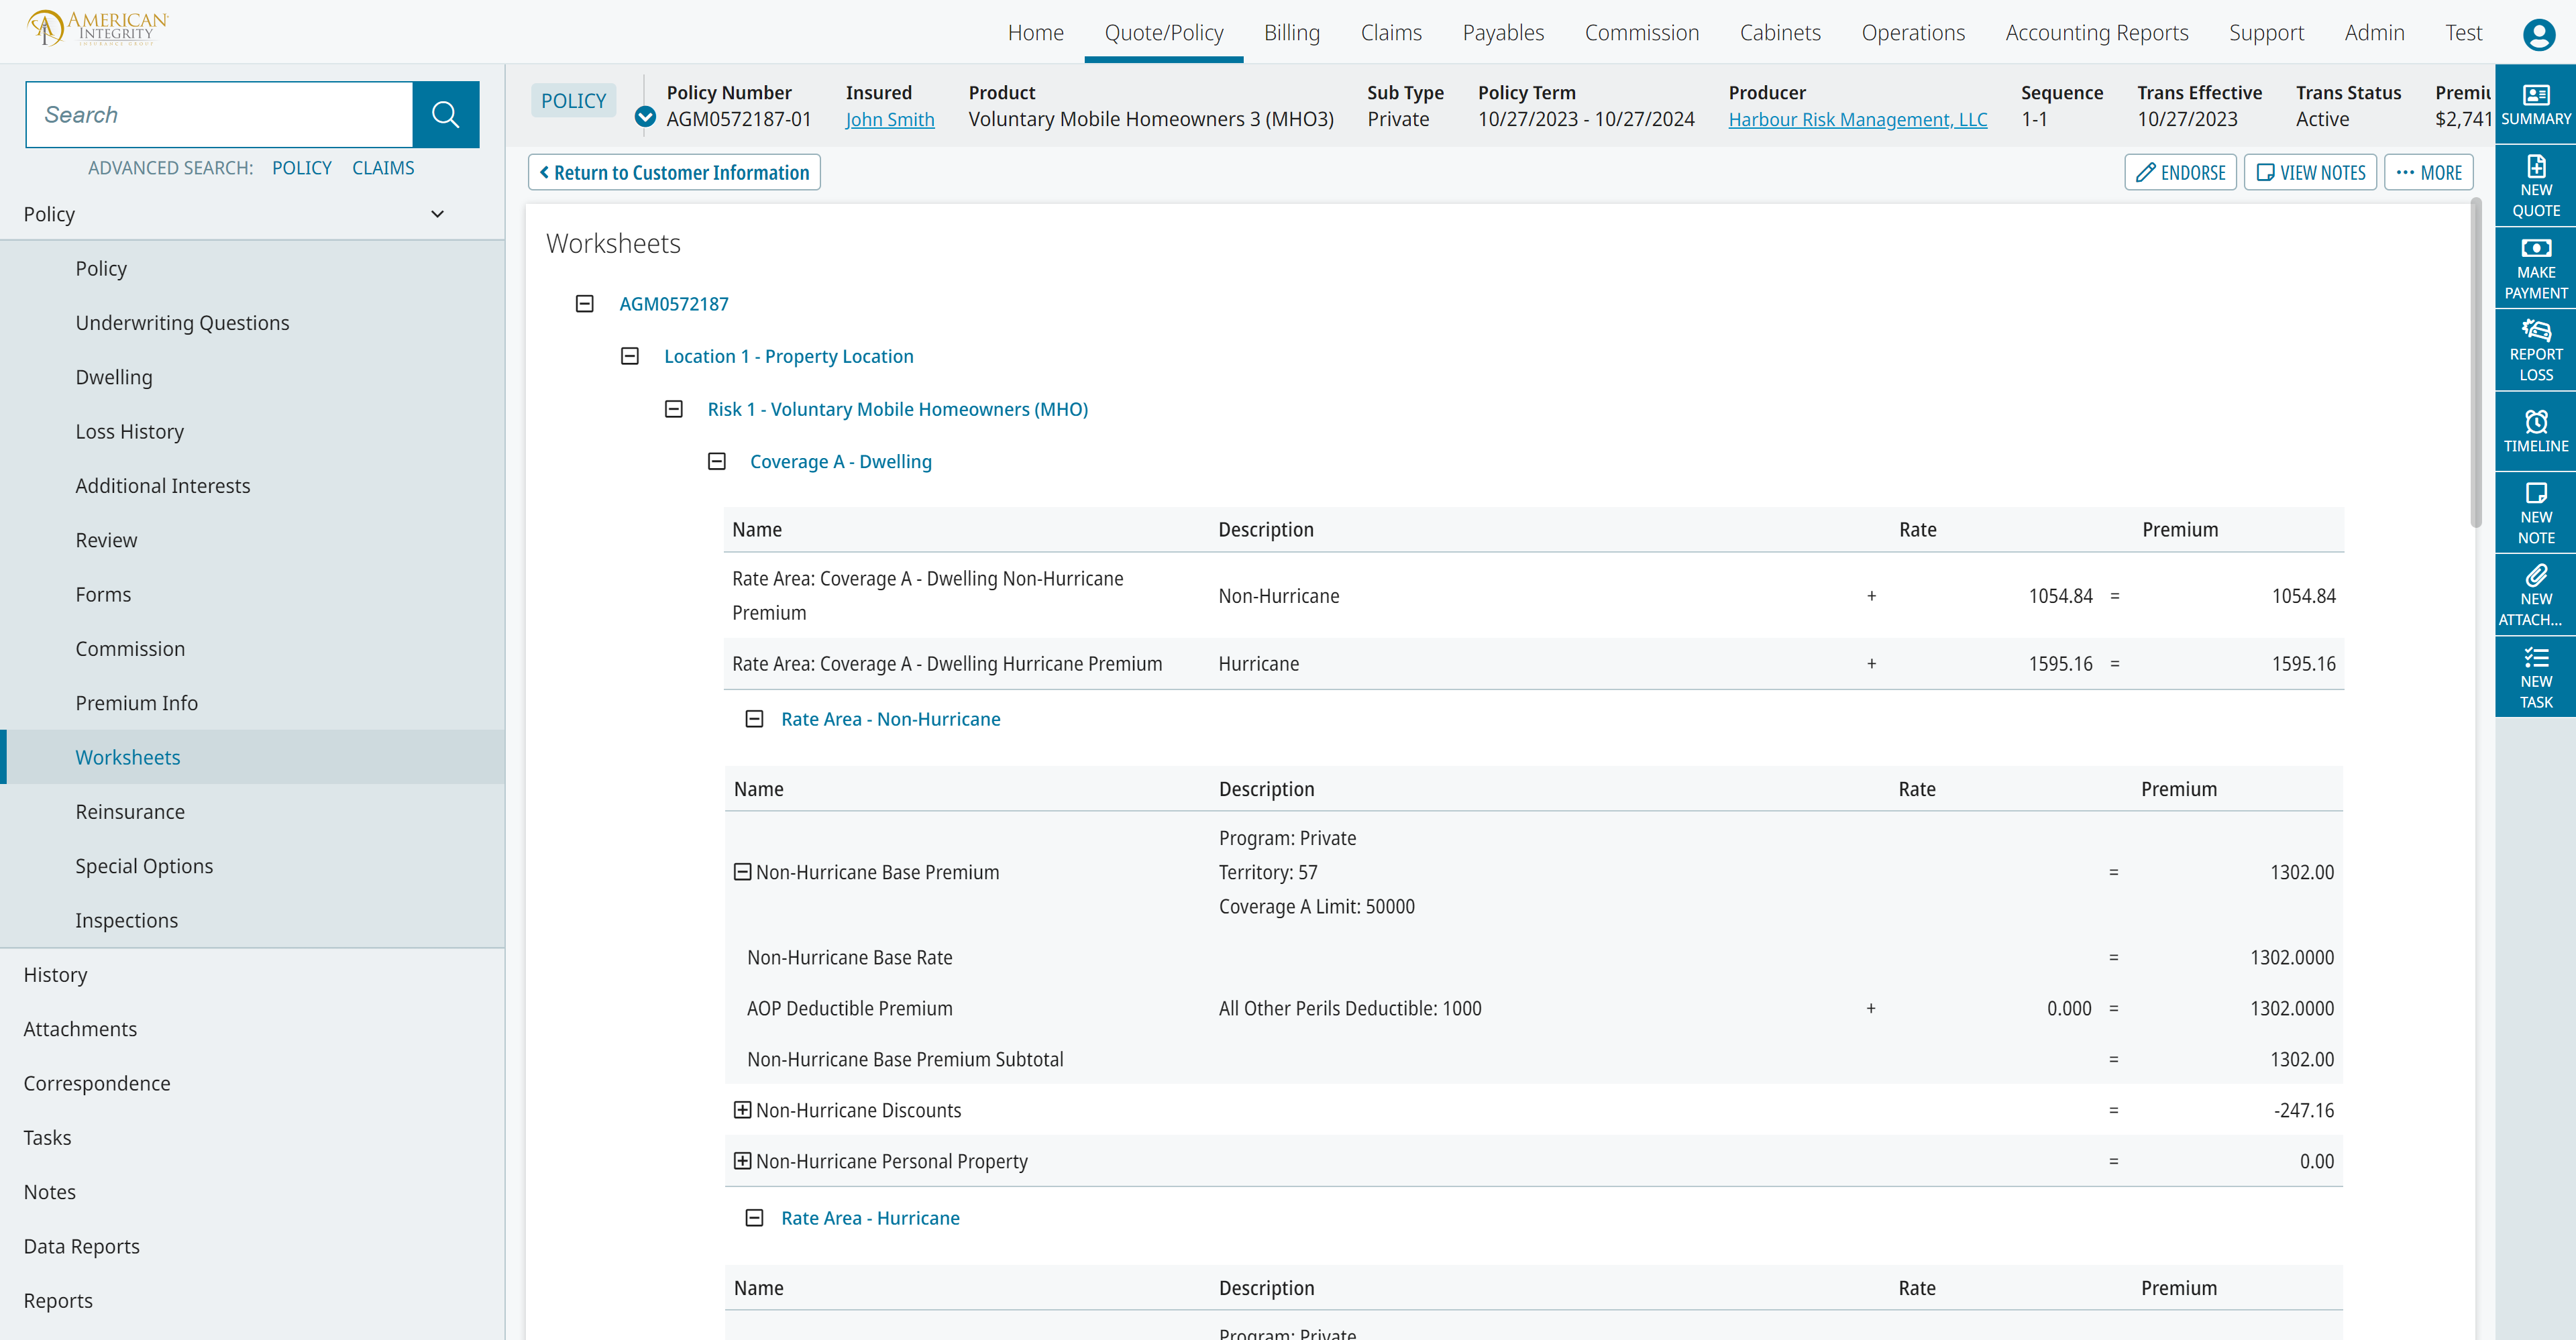 AMERICAN
INTEGRITY
INSURANCE GROUP
Home Quote/Policy Billing Claims Payables Commission Cabinets Operations Accounting Reports Support Admin Test
Search
ADVANCED SEARCH: POLICY CLAIMS
Policy
Policy
Underwriting Questions
Dwelling
Loss History
Additional Interests
Review
Forms
Commission
Premium Info
Worksheets
Reinsurance
Special Options
Inspections
History
Attachments
Correspondence
Tasks
Notes
Data Reports
Reports
POLICY
Policy Number Insured Product Sub Type Policy Term Producer Sequence Trans Effective Trans Status Premiu
AGM0572187-01 John Smith Voluntary Mobile Homeowners 3 (MHO3) Private 10/27/2023 - 10/27/2024 Harbour Risk Management, LLC 1-1 10/27/2023 Active $2,741
Return to Customer Information
ENDORSE VIEW NOTES MORE
Worksheets
AGM0572187
Location 1 - Property Location
Risk 1 - Voluntary Mobile Homeowners (MHO)
Coverage A - Dwelling
Name Description Rate Premium
Rate Area: Coverage A - Dwelling Non-Hurricane
Premium
Non-Hurricane + 1054.84 = 1054.84
Rate Area: Coverage A - Dwelling Hurricane Premium Hurricane + 1595.16 = 1595.16
Rate Area - Non-Hurricane
Name Description Rate Premium
Program: Private
Non-Hurricane Base Premium Territory: 57 = 1302.00
Coverage A Limit: 50000
Non-Hurricane Base Rate = 1302.0000
AOP Deductible Premium All Other Perils Deductible: 1000 + 0.000 = 1302.0000
Non-Hurricane Base Premium Subtotal = 1302.00
Non-Hurricane Discounts = -247.16
Non-Hurricane Personal Property = 0.00
Rate Area - Hurricane
Name Description Rate Premium
Program: Private
SUMMARY
NEW
QUOTE
MAKE
PAYMENT
REPORT
LOSS
TIMELINE
NEW
NOTE
NEW
ATTACH...
NEW
TASK